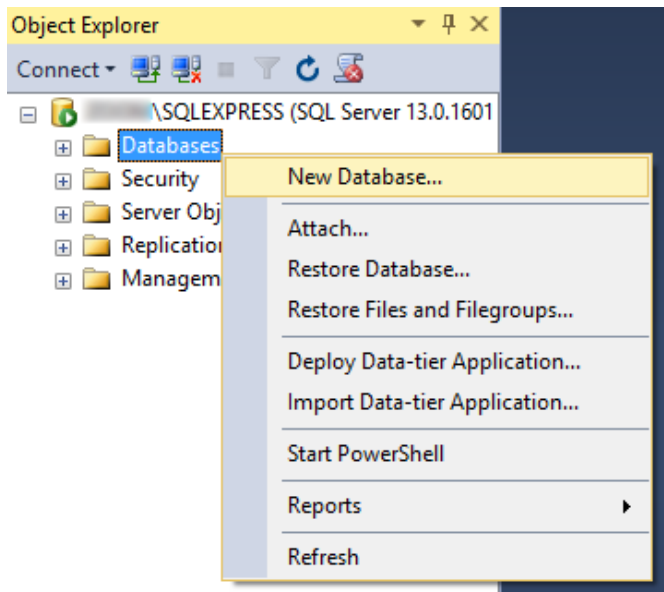 Object Explorer
Connect
\SQLEXPRESS (SQL Server 13.0.1601
Databases
Security
Server Obj
Replication
Managem
New Database...
Attach...
Restore Database...
Restore Files and Filegroups...
Deploy Data-tier Application...
Import Data-tier Application...
Start PowerShell
Reports
Refresh